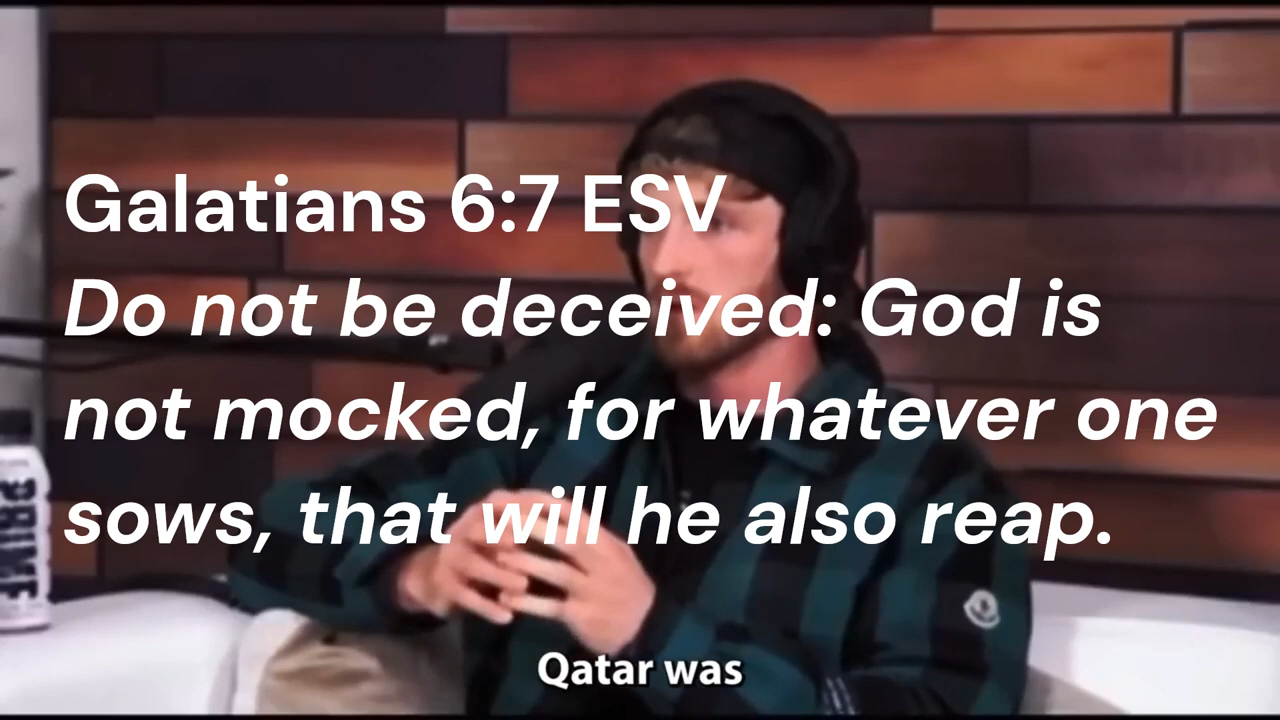 Galatians 6:7 ESV
Do not be deceived: God is
not mocked, for whatever one
sows, that will he also reap.
PRIME
Qatar was